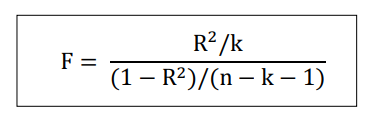 F = R²/k
(1 − R²)/(n − k − 1)